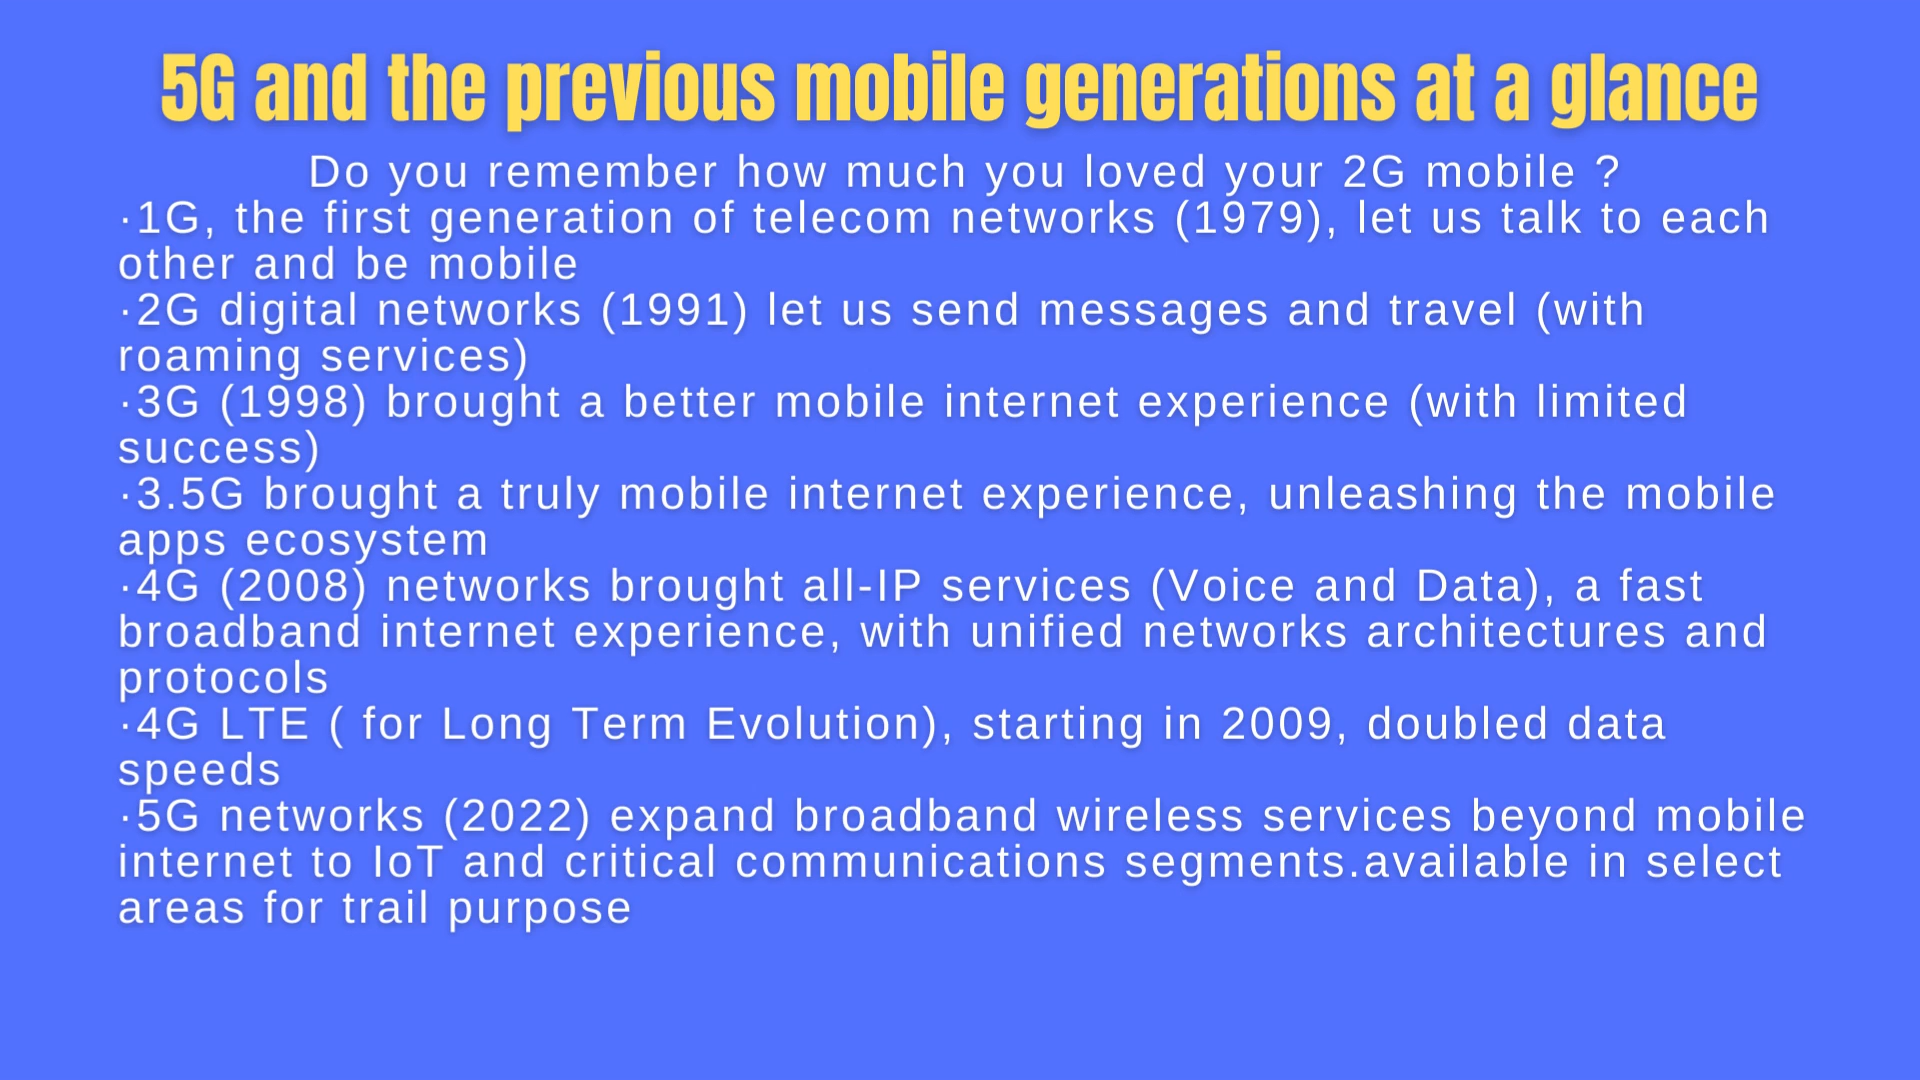 5G and the previous mobile generations at a glance
Do you remember how much you loved your 2G mobile ?
·1G, the first generation of telecom networks (1979), let us talk to each
other and be mobile
·2G digital networks (1991) let us send messages and travel (with
roaming services)
·3G (1998) brought a better mobile internet experience (with limited
success)
·3.5G brought a truly mobile internet experience, unleashing the mobile
apps ecosystem
·4G (2008) networks brought all-IP services (Voice and Data), a fast
broadband internet experience, with unified networks architectures and
protocols
·4G LTE ( for Long Term Evolution), starting in 2009, doubled data
speeds
·5G networks (2022) expand broadband wireless services beyond mobile
internet to IoT and critical communications segments.available in select
areas for trail purpose